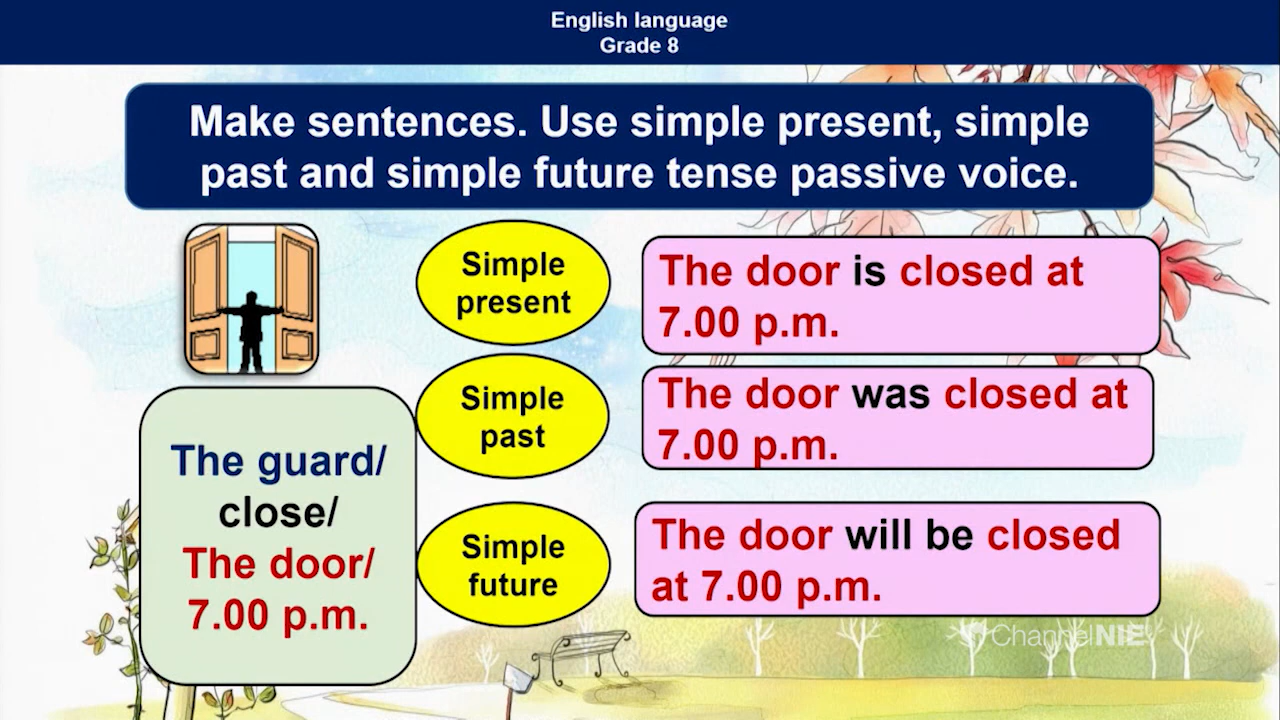 English language
Grade 8
Make sentences. Use simple present, simple
past and simple future tense passive voice.
Simple
present
The door is closed at
7.00 p.m.
Simple
past
The door was closed at
7.00 p.m.
The guard/
close/
The door/
7.00 p.m.
Simple
future
The door will be closed
at 7.00 p.m.
ChannelNIE